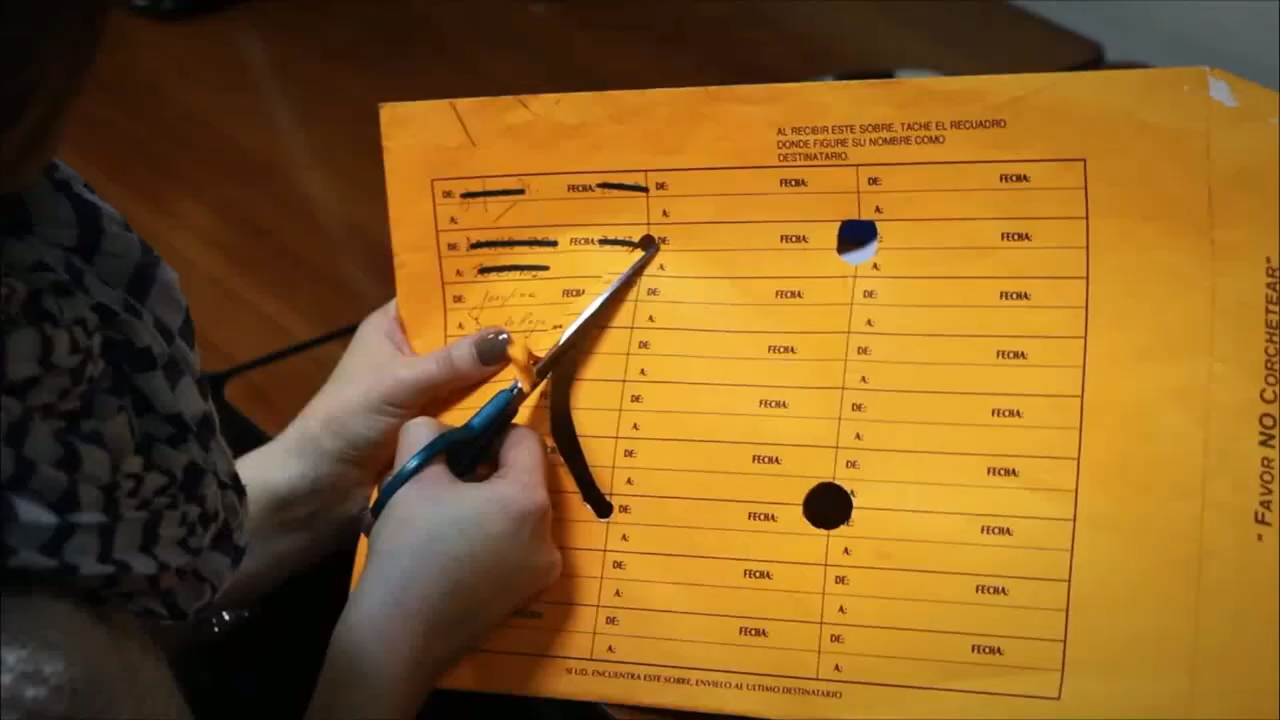 AL RECIBIR ESTE SOBRE, TACHE EL RECUADRO
DONDE FIGURE SU NOMBRE COMO
DESTINATARIO.
DE: FECHA: DE: FECHA: DE: FECHA:
A: A: A:
DE: FECHA: DE: FECHA: FECHA:
A: A: A:
DE: Josefina FECHA DE: FECHA: DE: FECHA:
A: A: A:
DE: FECHA: DE: FECHA:
A: A:
DE: FECHA: DE: FECHA:
A: A:
DE: FECHA: DE: FECHA:
A: A:
DE: FECHA: DE: FECHA:
A: A:
DE: FECHA: DE: FECHA:
A: A:
DE: FECHA: DE: FECHA:
A: A:
SI UD. ENCUENTRA ESTE SOBRE, ENVIELO AL ULTIMO DESTINATARIO
" FAVOR NO CORCHETEAR"